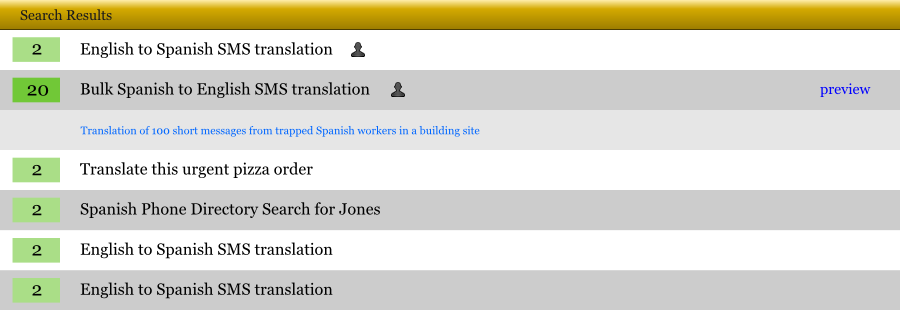 Search Results
2 English to Spanish SMS translation
20 Bulk Spanish to English SMS translation preview
Translation of 100 short messages from trapped Spanish workers in a building site
2 Translate this urgent pizza order
2 Spanish Phone Directory Search for Jones
2 English to Spanish SMS translation
2 English to Spanish SMS translation